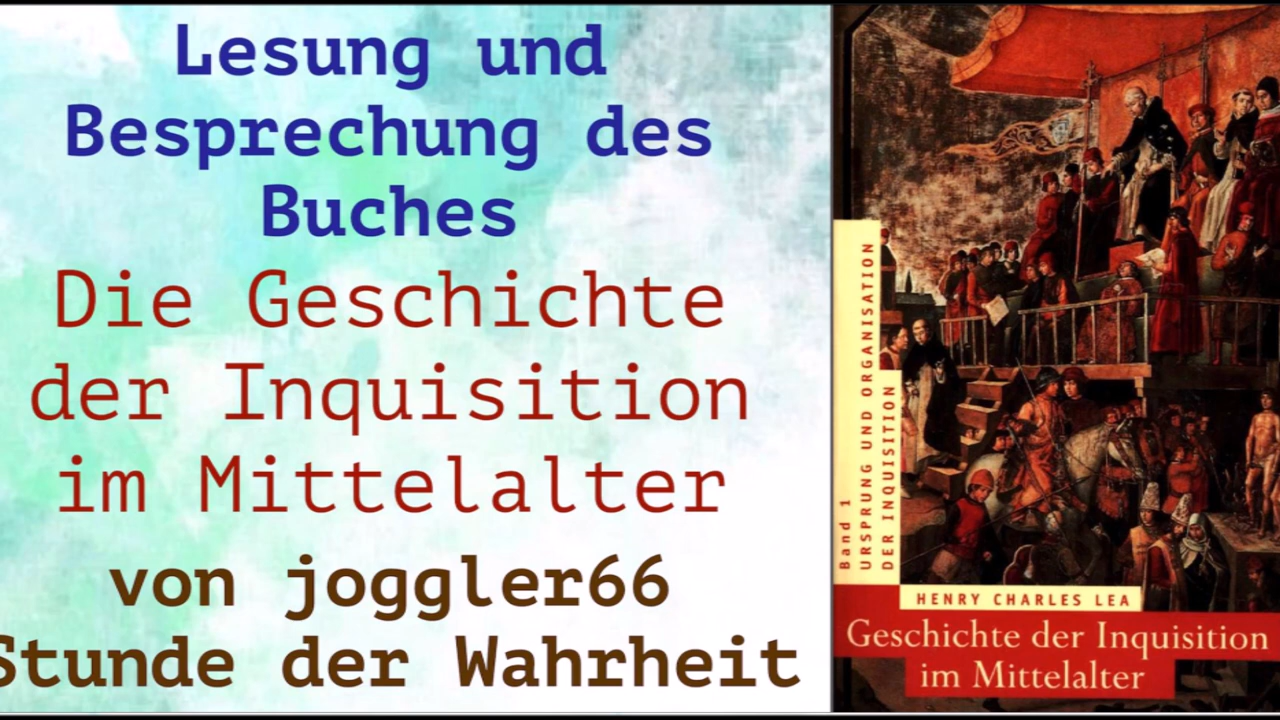 Lesung und
Besprechung des
Buches
Die Geschichte
der Inquisition
im Mittelalter
von joggler66
Stunde der Wahrheit
Band 1
URSPRUNG UND ORGANISATION
DER INQUISITION
HENRY CHARLES LEA
Geschichte der Inquisition
im Mittelalter